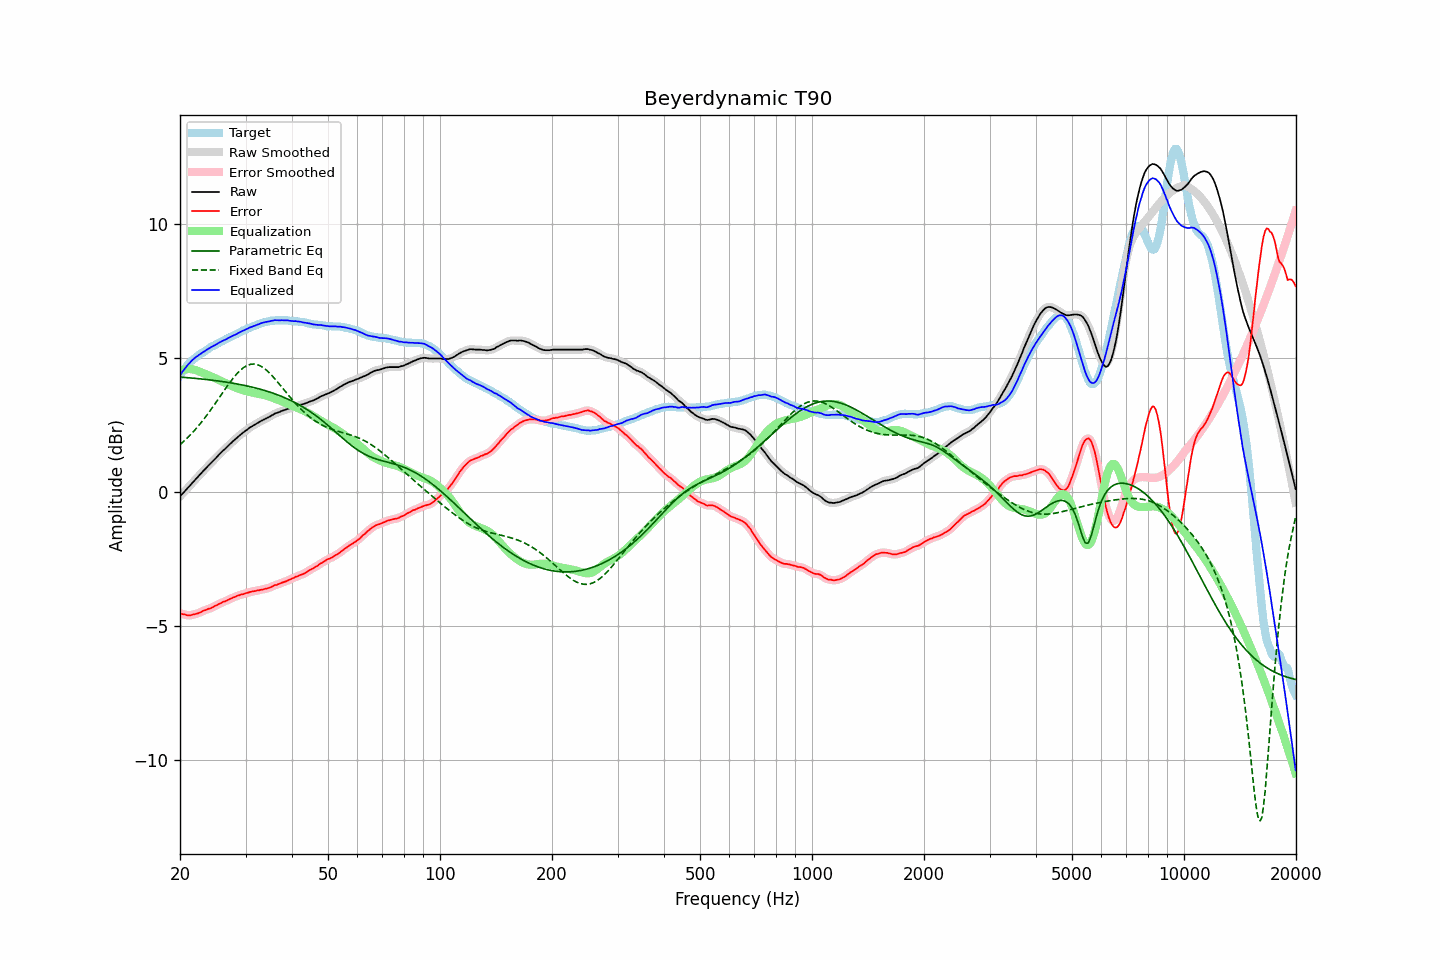 Beyerdynamic T90
Target
Raw Smoothed
Error Smoothed
Raw
Error
Equalization
Parametric Eq
Fixed Band Eq
Equalized
10
5
0
−5
−10
Amplitude (dBr)
20 50 100 200 500 1000 2000 5000 10000 20000
Frequency (Hz)